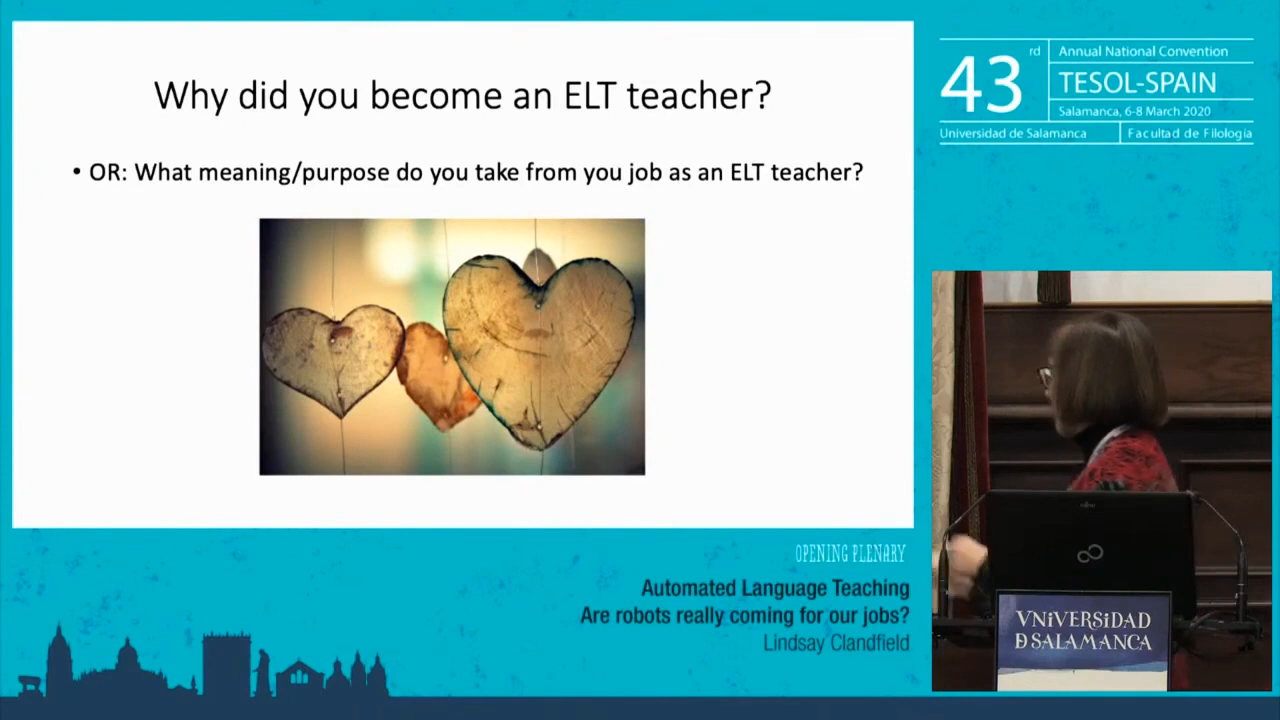 Why did you become an ELT teacher?
• OR: What meaning/purpose do you take from you job as an ELT teacher?
43rd
Annual National Convention
TESOL-SPAIN
Salamanca, 6-8 March 2020
Universidad de Salamanca
Facultad de Filología
OPENING PLENARY
Automated Language Teaching
Are robots really coming for our jobs?
Lindsay Clandfield
VNiVERSiDAD
Ð SALAMANCA